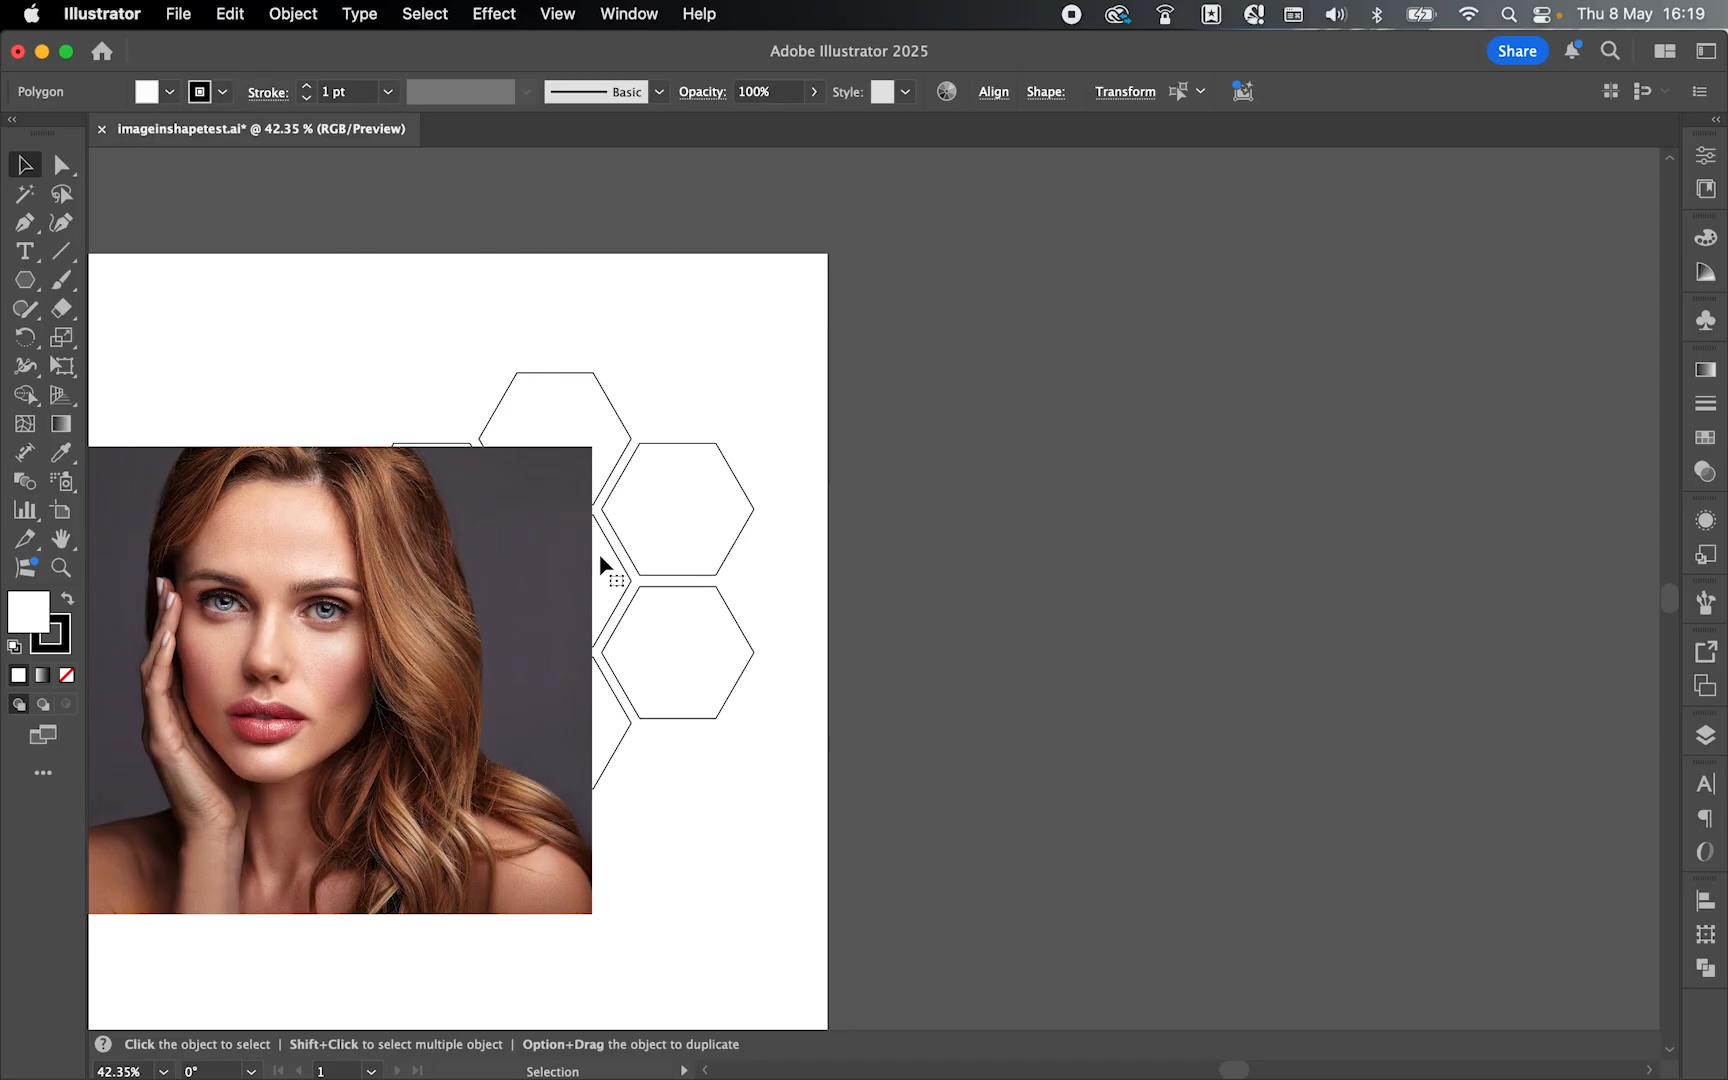 Illustrator File Edit Object Type Select Effect View Window Help Thu 8 May 16:19
Adobe Illustrator 2025 Share
Polygon Stroke: 1 pt Basic Opacity: 100% Style: Align Shape: Transform
× imageinshapetest.ai* @ 42.35 % (RGB/Preview)
? Click the object to select | Shift+Click to select multiple object | Option+Drag the object to duplicate
42.35% 0° 1 Selection